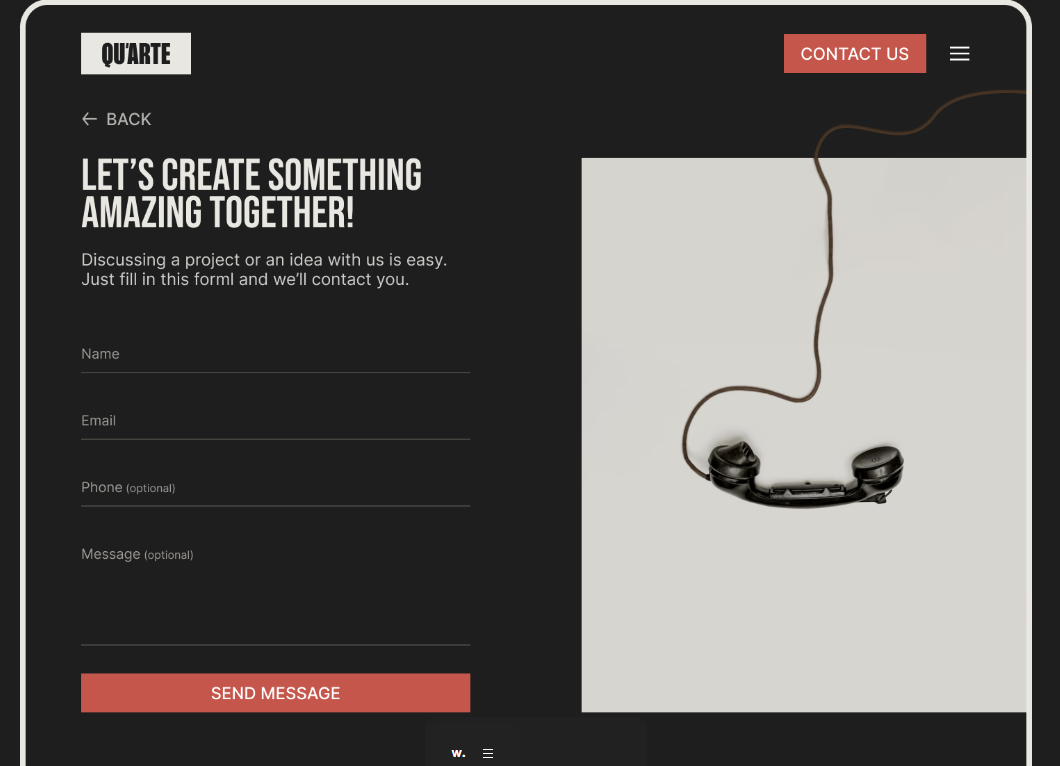 QU'ARTE
CONTACT US
← BACK
LET’S CREATE SOMETHING
AMAZING TOGETHER!
Discussing a project or an idea with us is easy.
Just fill in this forml and we’ll contact you.
Name
Email
Phone (optional)
Message (optional)
SEND MESSAGE
w.